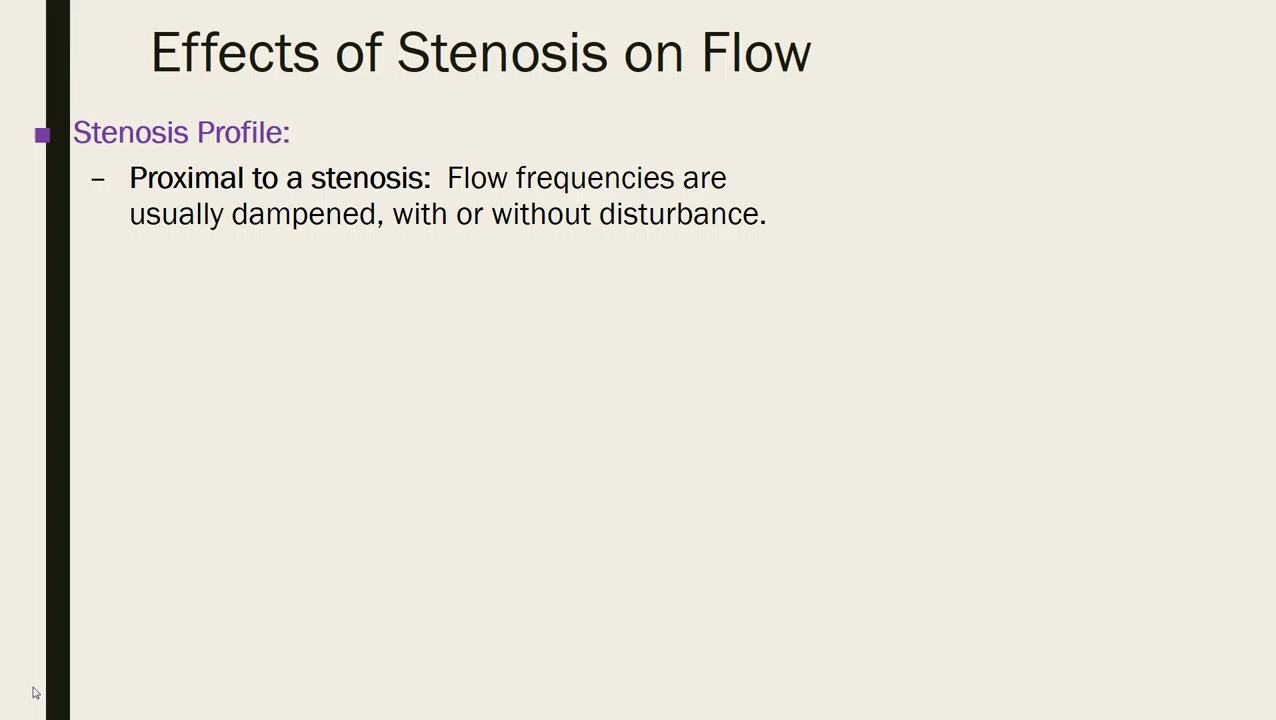 Effects of Stenosis on Flow
■ Stenosis Profile:
– Proximal to a stenosis: Flow frequencies are
usually dampened, with or without disturbance.